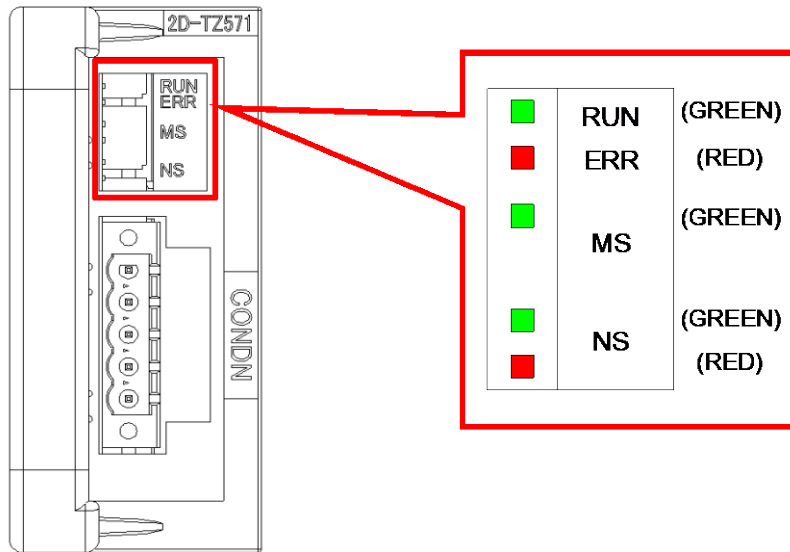 2D-TZ571
RUN
ERR
MS
NS
CONDN
RUN (GREEN)
ERR (RED)
MS (GREEN)
NS (GREEN)
(RED)